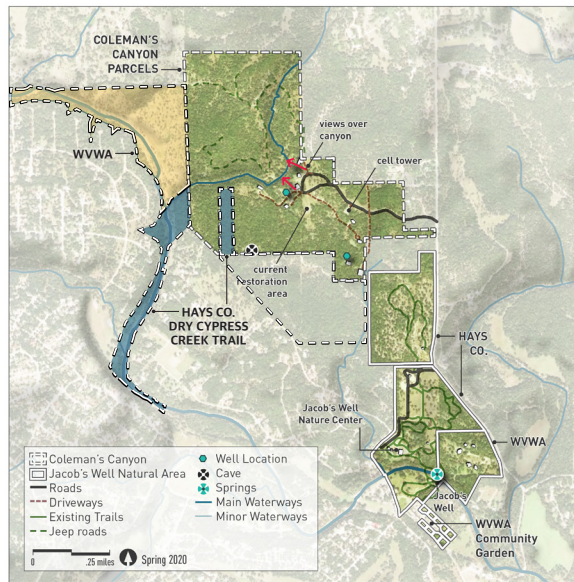 COLEMAN'S
CANYON
PARCELS
views over
canyon
cell tower
WVWA
current
restoration
area
HAYS CO.
DRY CYPRESS
CREEK TRAIL
HAYS
CO.
Jacob's Well
Nature Center
WVWA
Jacob's
Well
WVWA
Community
Garden
Coleman's Canyon
Jacob's Well Natural Area
Roads
Driveways
Existing Trails
Jeep roads
Well Location
Cave
Springs
Main Waterways
Minor Waterways
0 .25 miles Spring 2020